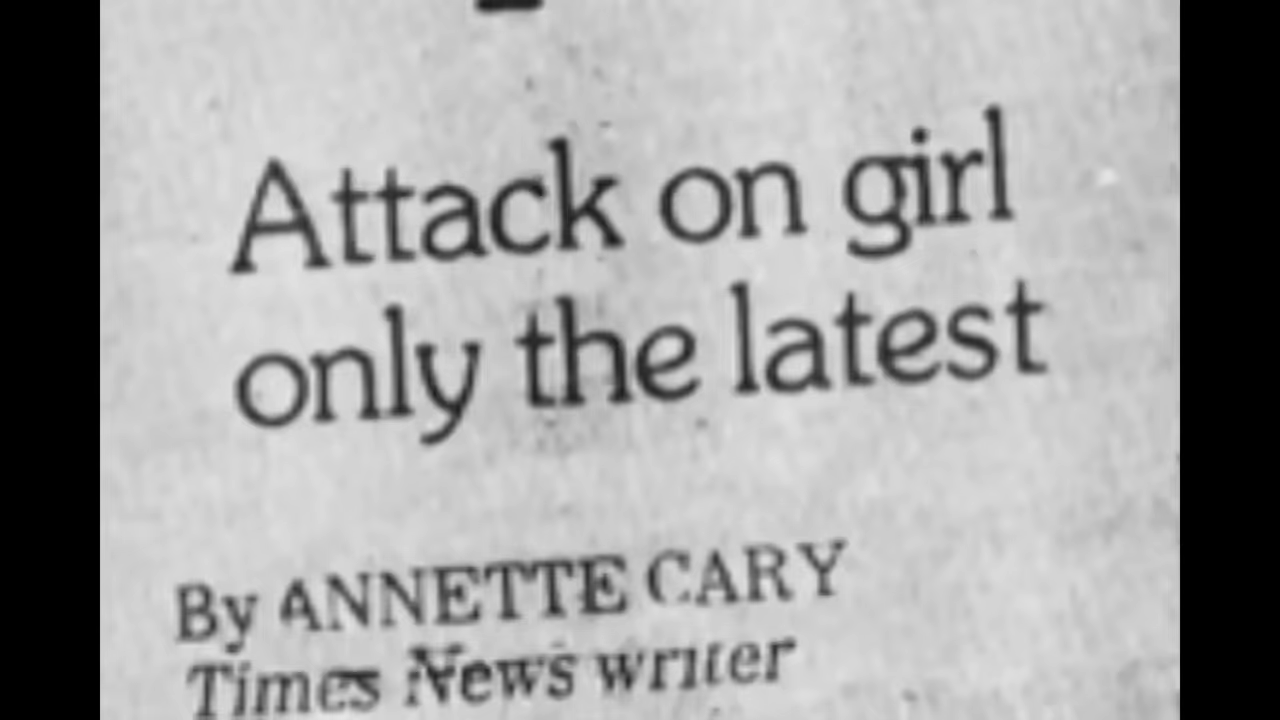 Attack on girl
only the latest
By ANNETTE CARY
Times News writer